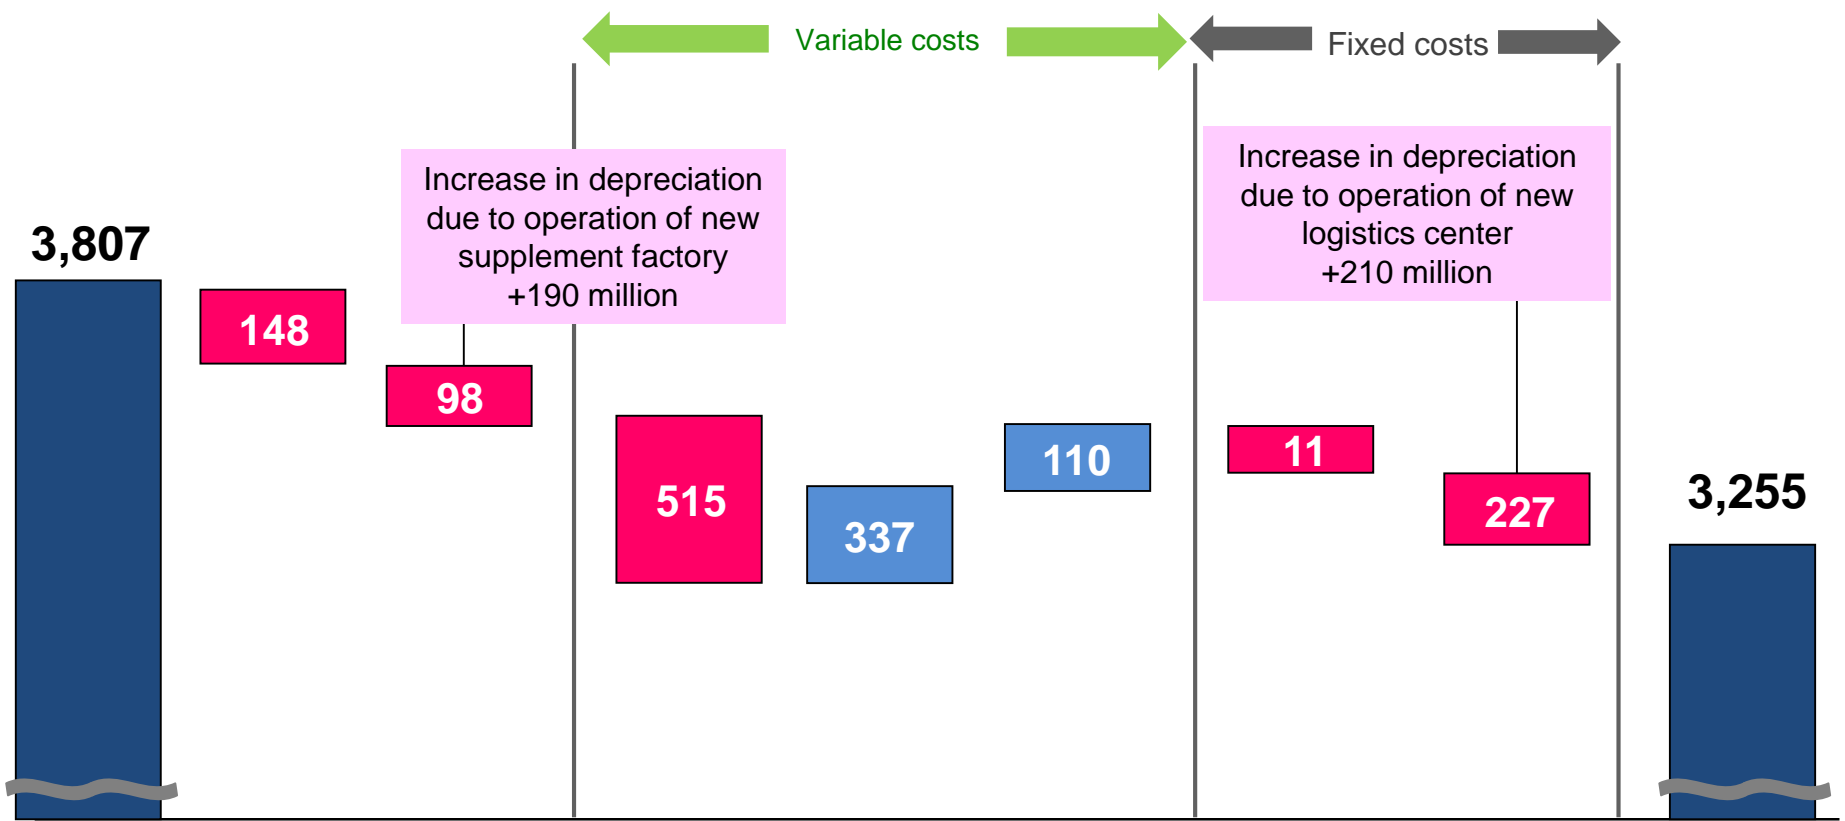 Variable costs
Fixed costs
Increase in depreciation
due to operation of new
supplement factory
+190 million
Increase in depreciation
due to operation of new
logistics center
+210 million
3,807
148
98
515
337
110
11
227
3,255